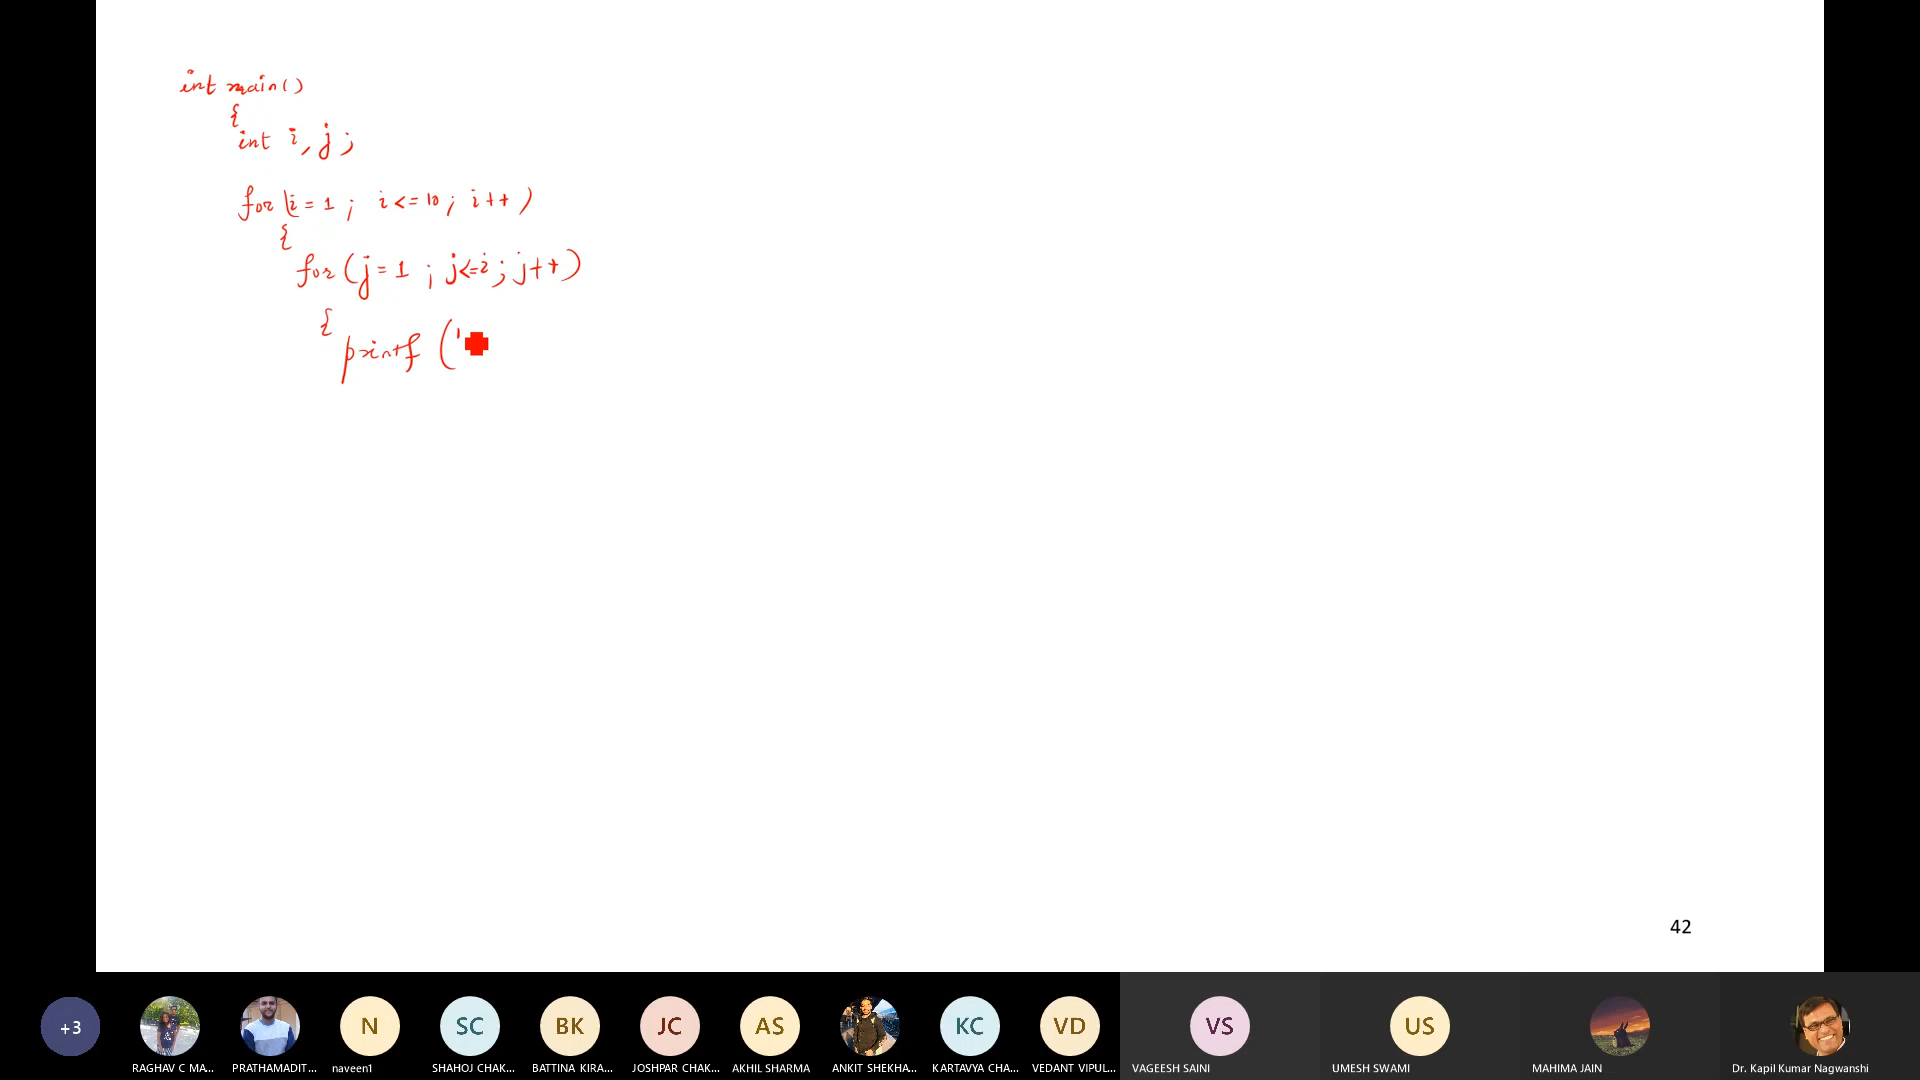 int main()
{
int i, j;
for (i = 1; i <= 10; i++)
{
for (j = 1; j <= i; j++)
{
printf ('
42
+3
N
SC
BK
JC
AS
KC
VD
VS
US
RAGHAV C MA...
PRATHAMADIT...
naveen1
SHAHOJ CHAK...
BATTINA KIRA...
JOSHPAR CHAK...
AKHIL SHARMA
ANKIT SHEKHA...
KARTAVYA CHA...
VEDANT VIPUL...
VAGEESH SAINI
UMESH SWAMI
MAHIMA JAIN
Dr. Kapil Kumar Nagwanshi